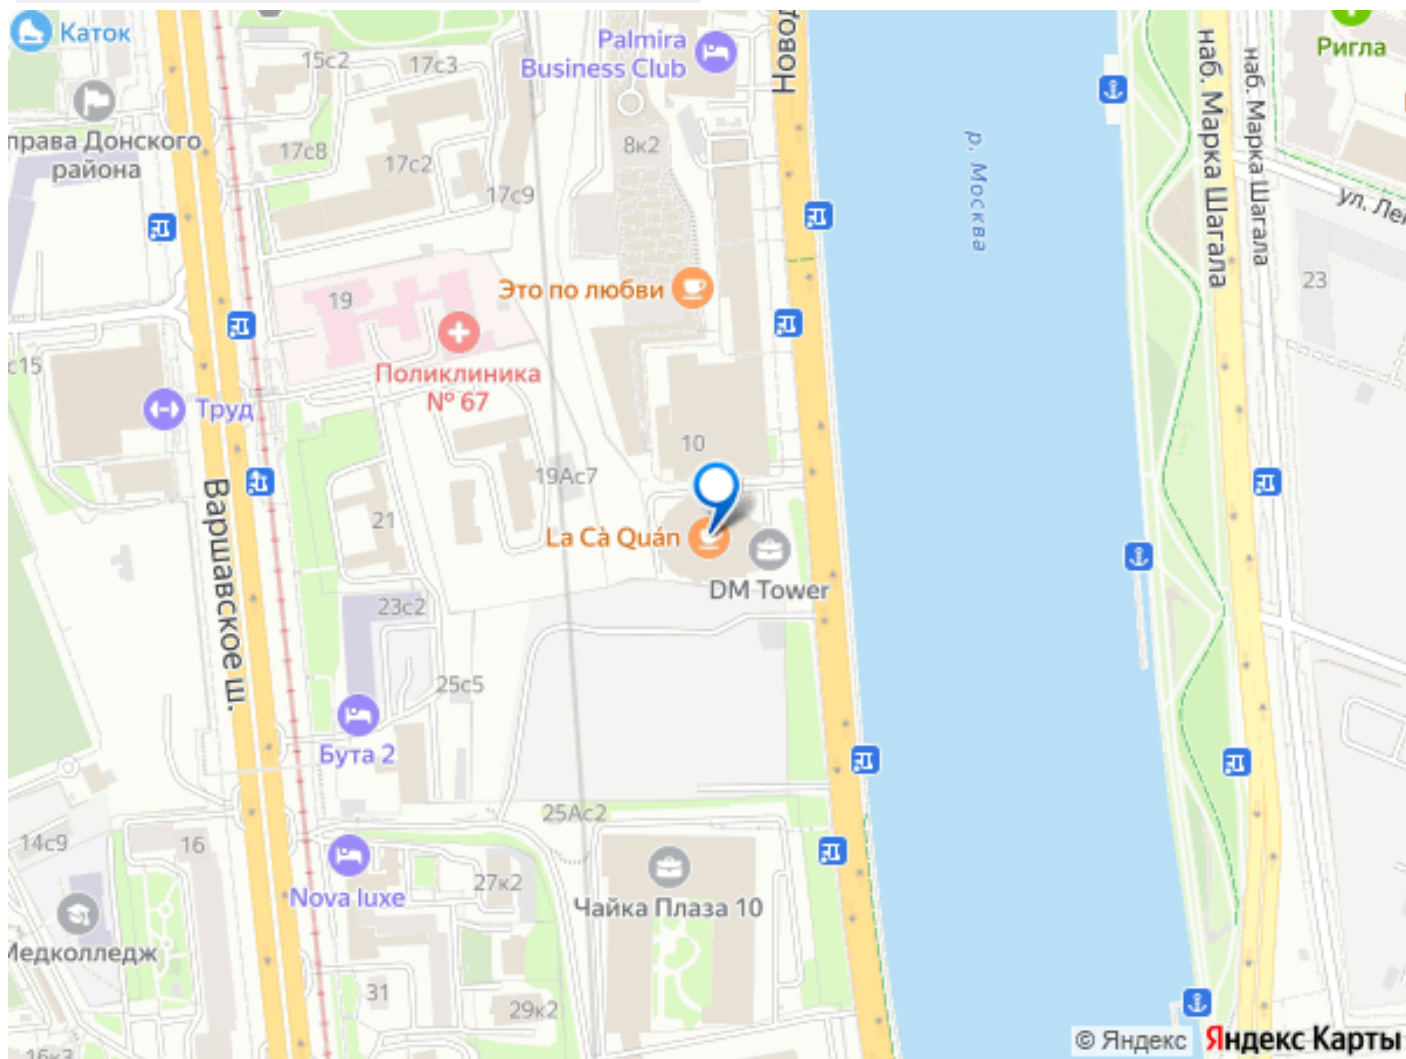 Каток
Palmira
Business Club
Ригла
15с2
17с3
права Донского
района
17с8
17с2
17с9
8к2
Новод
р. Москва
наб. Марка Шагала
наб. Марка Шагала
ул. Лей
23
19
Это по любви
Поликлиника
№ 67
с15
Труд
10
19Ас7
21
Варшавское ш.
La Cà Quán
DM Tower
23с2
25с5
Бута 2
25Ас2
14с9
16
Nova luxe
27к2
Чайка Плаза 10
Медколледж
31
29к2
16к3
© Яндекс
Яндекс Карты